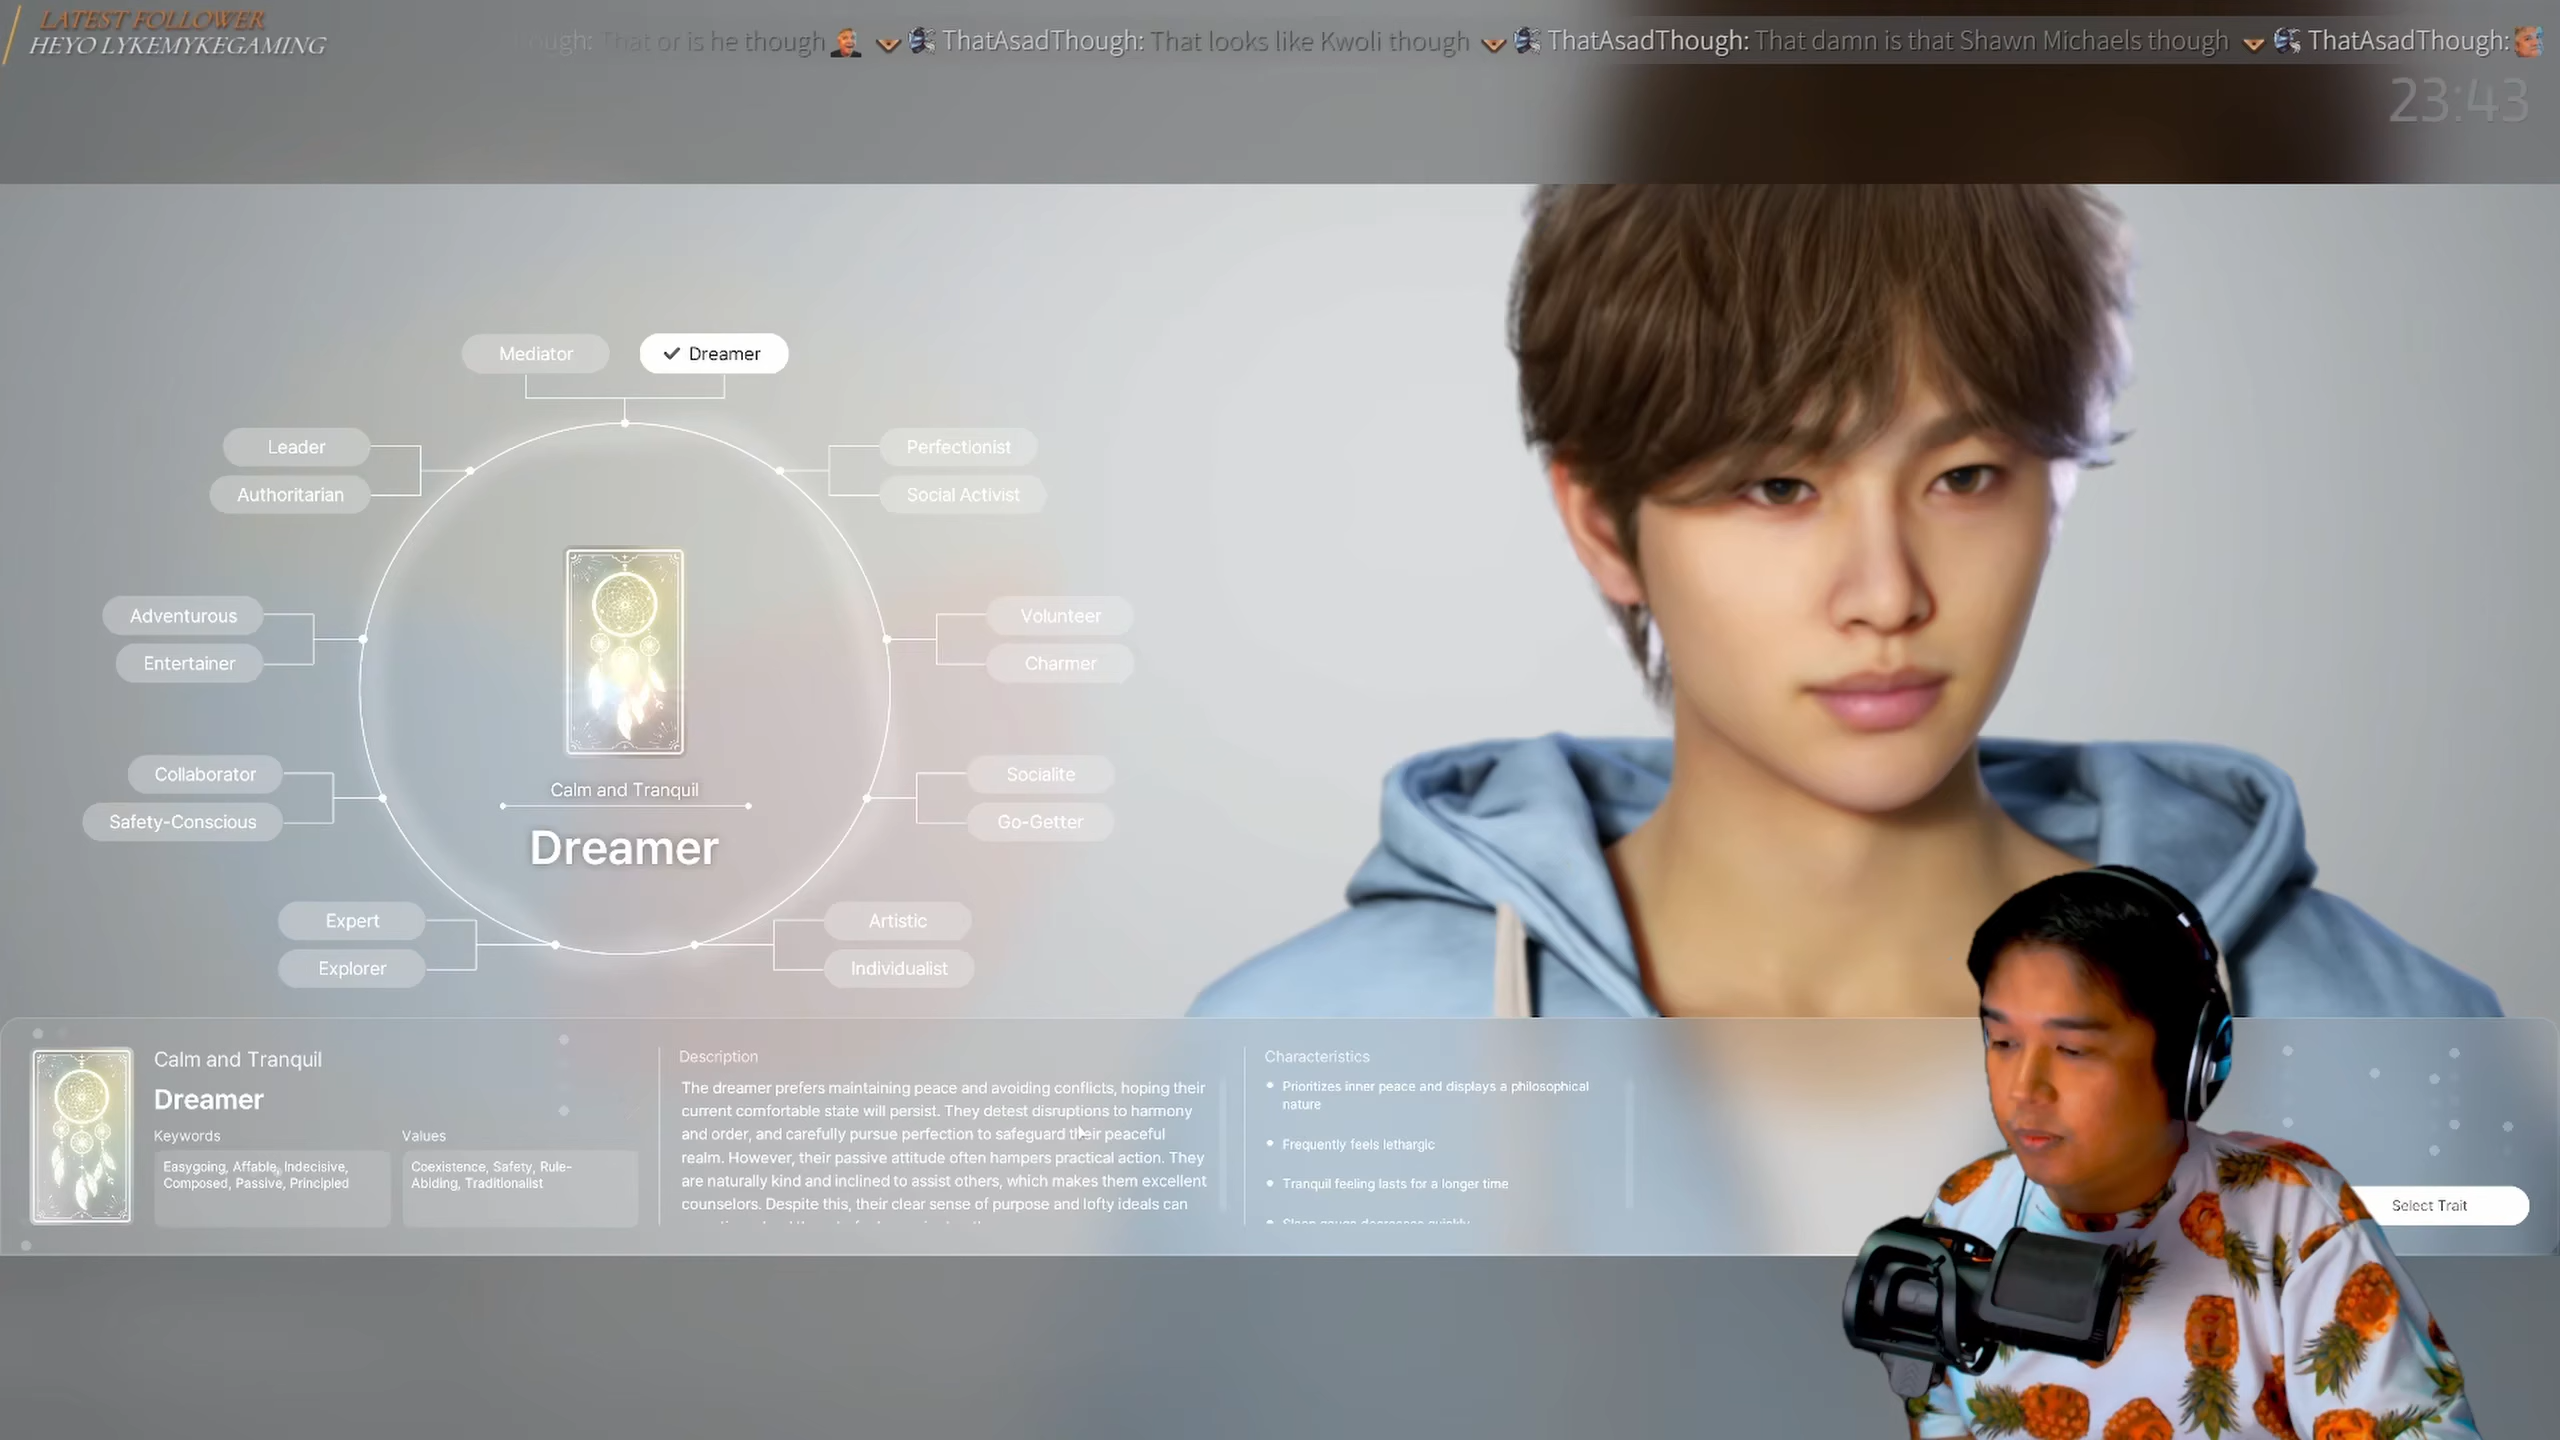 LATEST FOLLOWER
HEYO LYKEMYKEGAMING
That or is he though ThatAsadThough: That looks like Kwoli though ThatAsadThough: That damn is that Shawn Michaels though ThatAsadThough:
23:43
Mediator
Dreamer
Leader
Authoritarian
Perfectionist
Social Activist
Adventurous
Entertainer
Volunteer
Charmer
Collaborator
Safety-Conscious
Socialite
Go-Getter
Calm and Tranquil
Dreamer
Expert
Explorer
Artistic
Individualist
Calm and Tranquil
Dreamer
Keywords
Easygoing, Affable, Indecisive,
Composed, Passive, Principled
Values
Coexistence, Safety, Rule-
Abiding, Traditionalist
Description
The dreamer prefers maintaining peace and avoiding conflicts, hoping their
current comfortable state will persist. They detest disruptions to harmony
and order, and carefully pursue perfection to safeguard their peaceful
realm. However, their passive attitude often hampers practical action. They
are naturally kind and inclined to assist others, which makes them excellent
counselors. Despite this, their clear sense of purpose and lofty ideals can
Characteristics
• Prioritizes inner peace and displays a philosophical
nature
• Frequently feels lethargic
• Tranquil feeling lasts for a longer time
• Sleep gauge decreases quickly
Select Trait